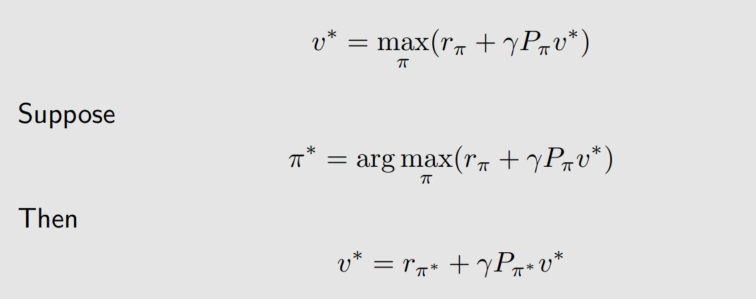 v* = max_π (r_π + γP_π v*)
Suppose
π* = arg max_π (r_π + γP_π v*)
Then
v* = r_π* + γP_π* v*